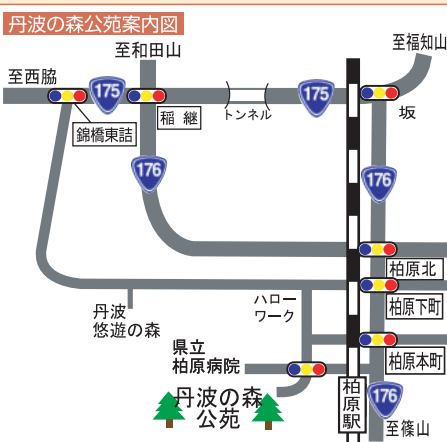 丹波の森公苑案内図
至和田山
至福知山
至西脇
175
175
稲継
トンネル
坂
錦橋東詰
176
176
柏原北
丹波
悠遊の森
ハロー
ワーク
柏原下町
県立
柏原病院
柏原本町
丹波の森
公苑
柏原駅
176
至篠山